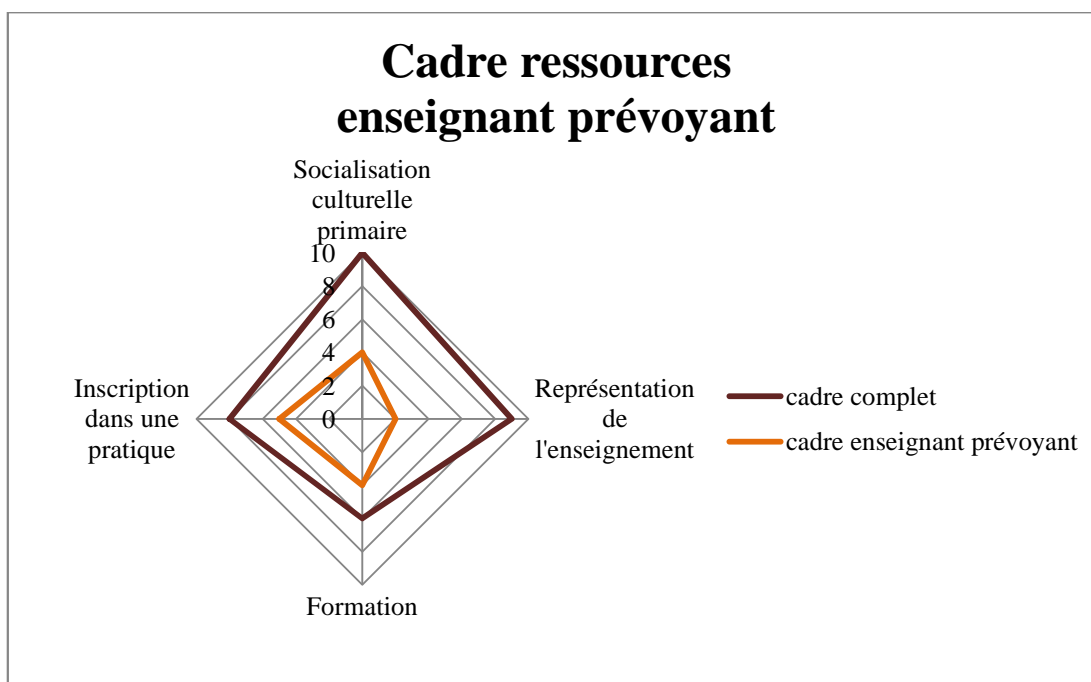 Cadre ressources
enseignant prévoyant
Socialisation
culturelle
primaire
10
8
6
4
2
0
Inscription
dans une
pratique
Représentation
de
l'enseignement
Formation
cadre complet
cadre enseignant prévoyant